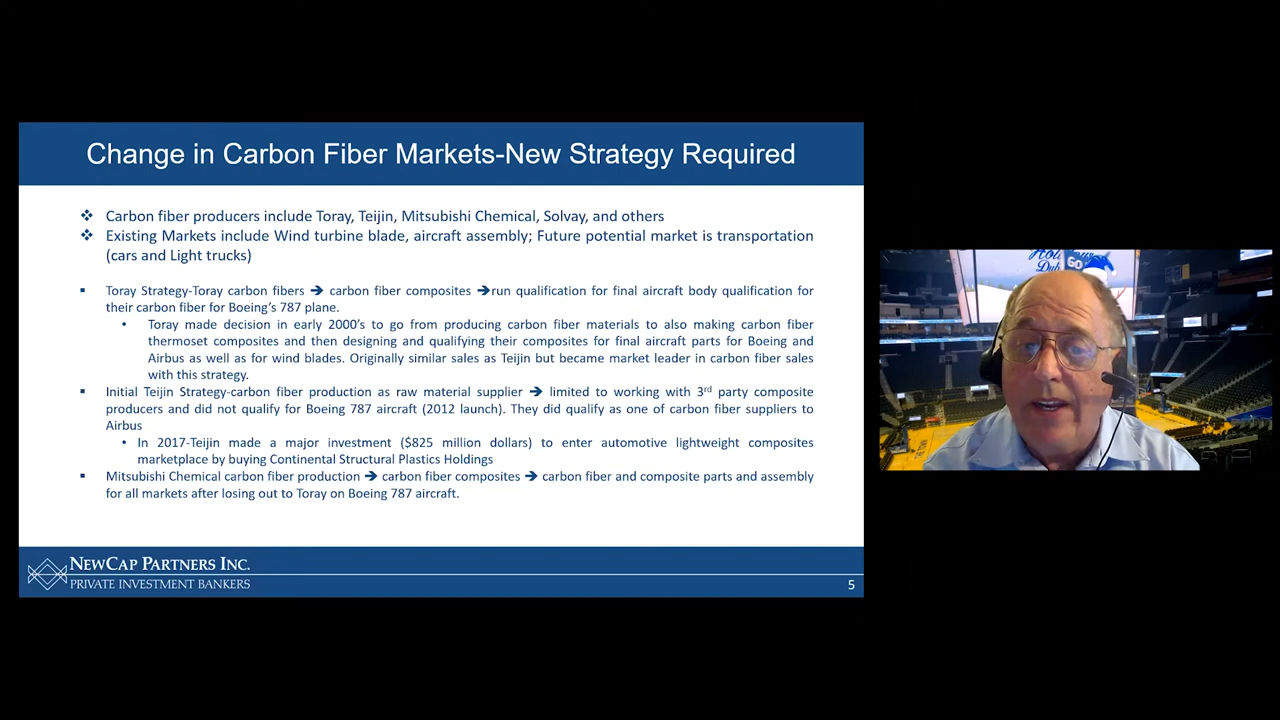 Change in Carbon Fiber Markets-New Strategy Required
❖ Carbon fiber producers include Toray, Teijin, Mitsubishi Chemical, Solvay, and others
❖ Existing Markets include Wind turbine blade, aircraft assembly; Future potential market is transportation
(cars and Light trucks)
▪ Toray Strategy-Toray carbon fibers ➔ carbon fiber composites ➔run qualification for final aircraft body qualification for
their carbon fiber for Boeing's 787 plane.
• Toray made decision in early 2000's to go from producing carbon fiber materials to also making carbon fiber
thermoset composites and then designing and qualifying their composites for final aircraft parts for Boeing and
Airbus as well as for wind blades. Originally similar sales as Teijin but became market leader in carbon fiber sales
with this strategy.
▪ Initial Teijin Strategy-carbon fiber production as raw material supplier ➔ limited to working with 3rd party composite
producers and did not qualify for Boeing 787 aircraft (2012 launch). They did qualify as one of carbon fiber suppliers to
Airbus
• In 2017-Teijin made a major investment ($825 million dollars) to enter automotive lightweight composites
marketplace by buying Continental Structural Plastics Holdings
▪ Mitsubishi Chemical carbon fiber production ➔ carbon fiber composites ➔ carbon fiber and composite parts and assembly
for all markets after losing out to Toray on Boeing 787 aircraft.
NEWCAP PARTNERS INC.
PRIVATE INVESTMENT BANKERS
5
GO